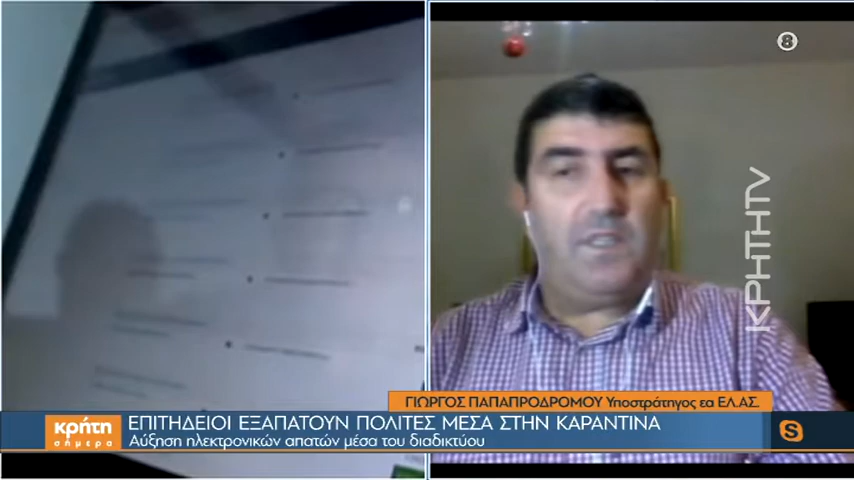 8
ΚΡΗΤΗTV
ΓΙΩΡΓΟΣ ΠΑΠΑΠΡΟΔΡΟΜΟΥ Υποστράτηγος εα ΕΛ.ΑΣ.
κρήτη
σήμερα
ΕΠΙΤΗΔΕΙΟΙ ΕΞΑΠΑΤΟΥΝ ΠΟΛΙΤΕΣ ΜΕΣΑ ΣΤΗΝ ΚΑΡΑΝΤΙΝΑ
Αύξηση ηλεκτρονικών απατών μέσα του διαδικτύου
S